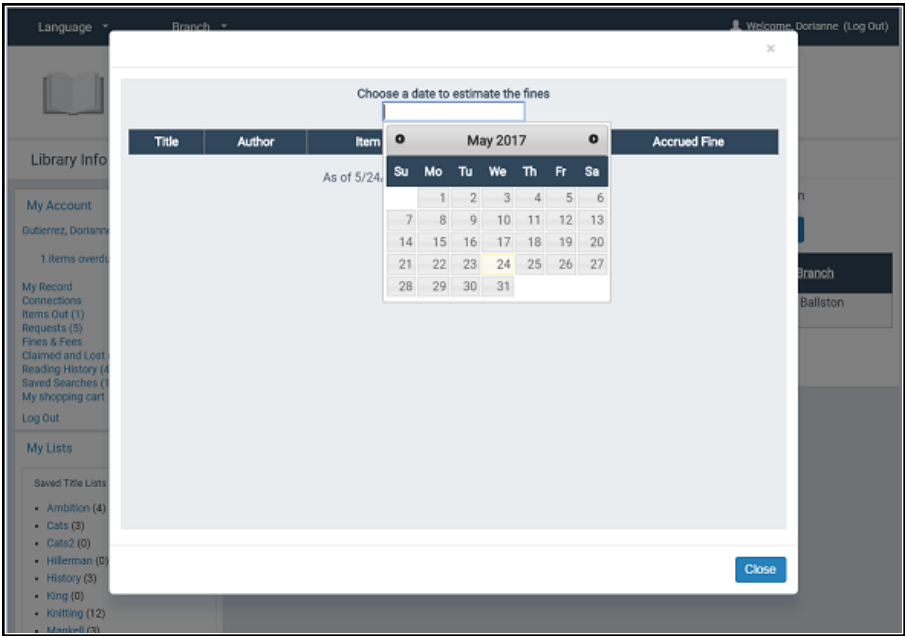 Language
Branch
Welcome, Dorianne (Log Out)
×
Choose a date to estimate the fines
Title Author Item Accrued Fine
As of 5/24/
May 2017
Su Mo Tu We Th Fr Sa
1 2 3 4 5 6
7 8 9 10 11 12 13
14 15 16 17 18 19 20
21 22 23 24 25 26 27
28 29 30 31
Close
Library Info
My Account
Gutierrez, Dorianne
1 items overdu
My Record
Connections
Items Out (1)
Requests (5)
Fines & Fees
Claimed and Lost
Reading History (4
Saved Searches (1
My shopping cart
Log Out
My Lists
Saved Title Lists
• Ambition (4)
• Cats (3)
• Cats2 (0)
• Hillerman (0)
• History (3)
• King (0)
• Knitting (12)
• Mankell (3)
n
Branch
Ballston